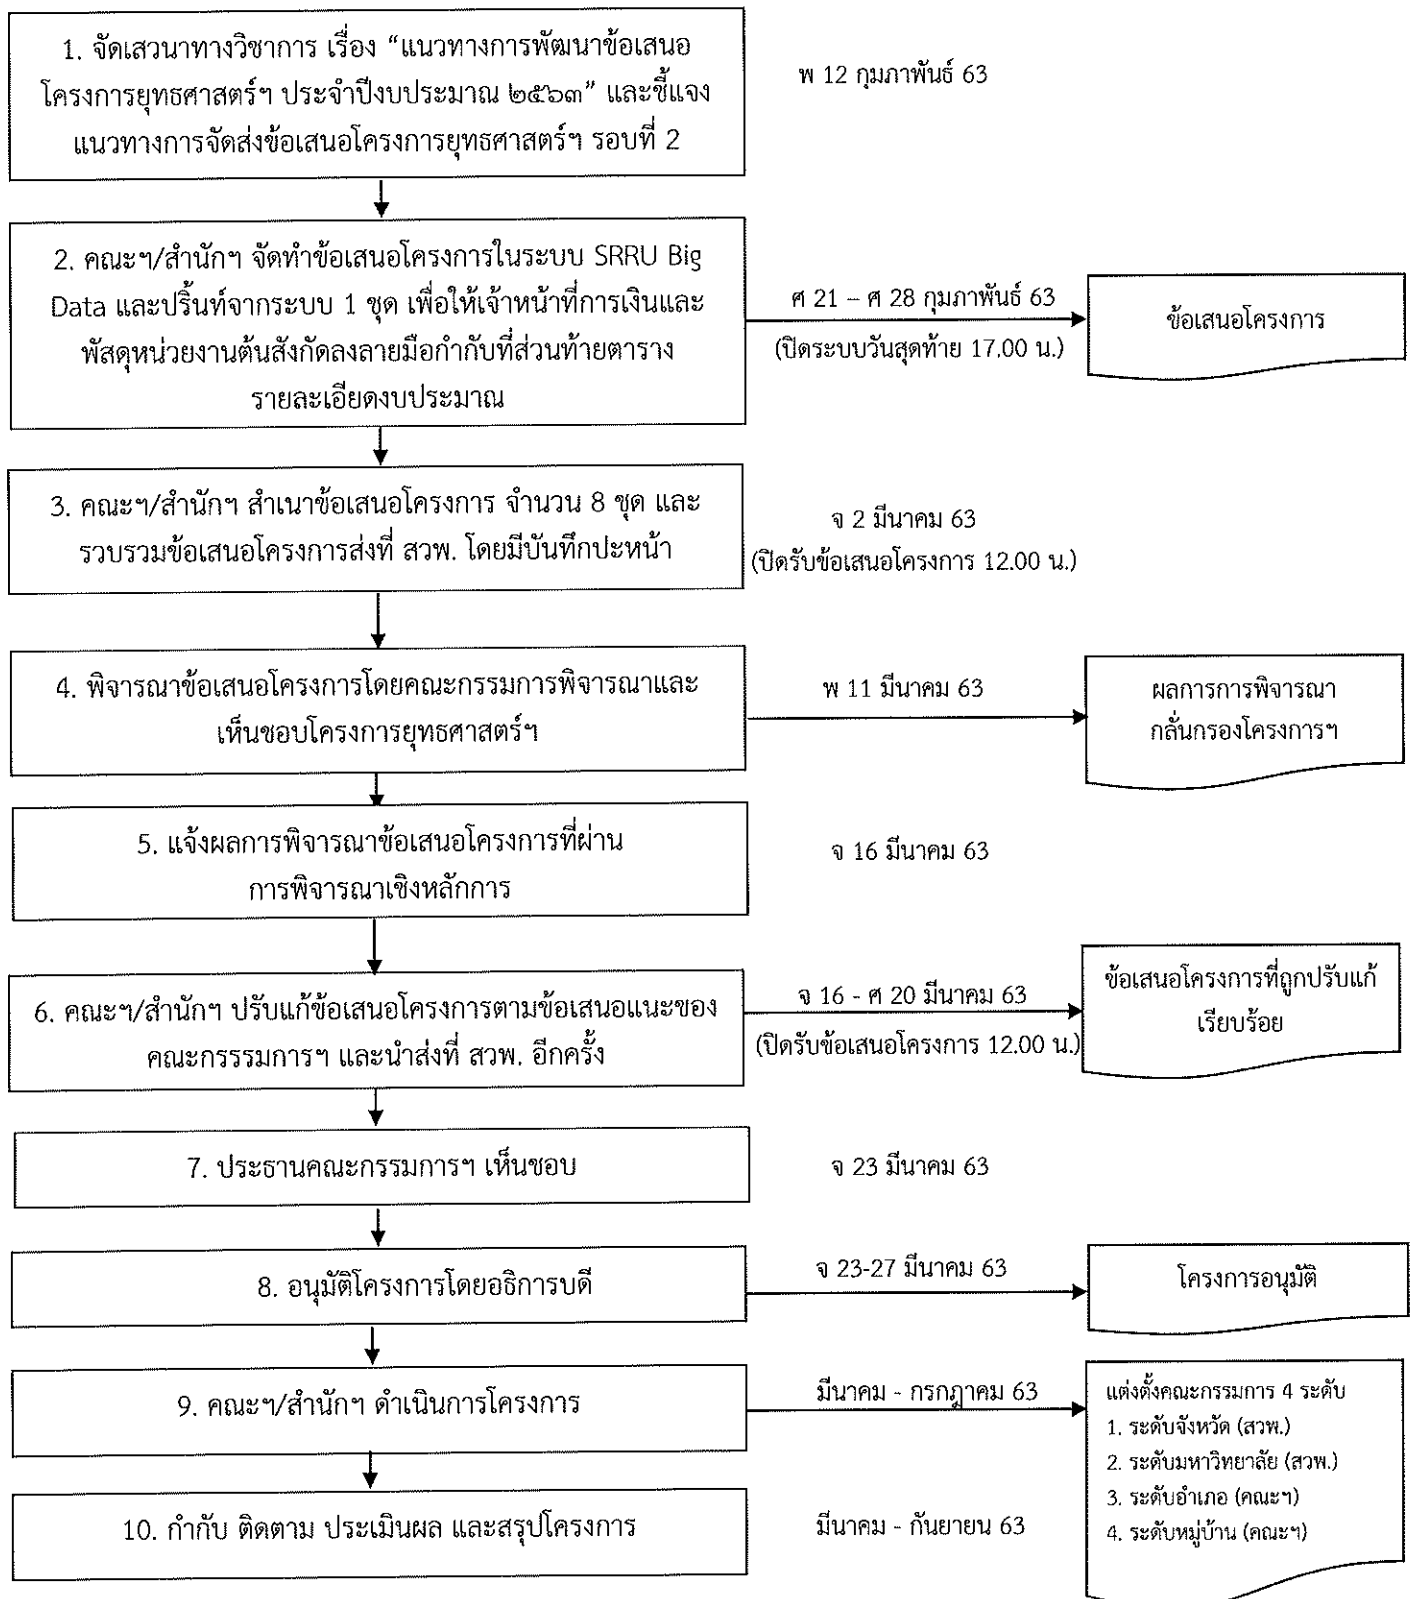 1. จัดเสวนาทางวิชาการ เรื่อง “แนวทางการพัฒนาข้อเสนอ
โครงการยุทธศาสตร์ฯ ประจำปีงบประมาณ ๒๕๖๓” และชี้แจง
แนวทางการจัดส่งข้อเสนอโครงการยุทธศาสตร์ฯ รอบที่ 2
พ 12 กุมภาพันธ์ 63
2. คณะฯ/สำนักฯ จัดทำข้อเสนอโครงการในระบบ SRRU Big
Data และปริ้นท์จากระบบ 1 ชุด เพื่อให้เจ้าหน้าที่การเงินและ
พัสดุหน่วยงานต้นสังกัดลงลายมือกำกับที่ส่วนท้ายตาราง
รายละเอียดงบประมาณ
ศ 21 – ศ 28 กุมภาพันธ์ 63
(ปิดระบบวันสุดท้าย 17.00 น.)
ข้อเสนอโครงการ
3. คณะฯ/สำนักฯ สำเนาข้อเสนอโครงการ จำนวน 8 ชุด และ
รวบรวมข้อเสนอโครงการส่งที่ สวพ. โดยมีบันทึกปะหน้า
จ 2 มีนาคม 63
(ปิดรับข้อเสนอโครงการ 12.00 น.)
4. พิจารณาข้อเสนอโครงการโดยคณะกรรมการพิจารณาและ
เห็นชอบโครงการยุทธศาสตร์ฯ
พ 11 มีนาคม 63
ผลการการพิจารณา
กลั่นกรองโครงการฯ
5. แจ้งผลการพิจารณาข้อเสนอโครงการที่ผ่าน
การพิจารณาเชิงหลักการ
จ 16 มีนาคม 63
6. คณะฯ/สำนักฯ ปรับแก้ข้อเสนอโครงการตามข้อเสนอแนะของ
คณะกรรรมการฯ และนำส่งที่ สวพ. อีกครั้ง
จ 16 - ศ 20 มีนาคม 63
(ปิดรับข้อเสนอโครงการ 12.00 น.)
ข้อเสนอโครงการที่ถูกปรับแก้
เรียบร้อย
7. ประธานคณะกรรมการฯ เห็นชอบ
จ 23 มีนาคม 63
8. อนุมัติโครงการโดยอธิการบดี
จ 23-27 มีนาคม 63
โครงการอนุมัติ
9. คณะฯ/สำนักฯ ดำเนินการโครงการ
มีนาคม - กรกฎาคม 63
แต่งตั้งคณะกรรมการ 4 ระดับ
1. ระดับจังหวัด (สวพ.)
2. ระดับมหาวิทยาลัย (สวพ.)
3. ระดับอำเภอ (คณะฯ)
4. ระดับหมู่บ้าน (คณะฯ)
10. กำกับ ติดตาม ประเมินผล และสรุปโครงการ
มีนาคม - กันยายน 63